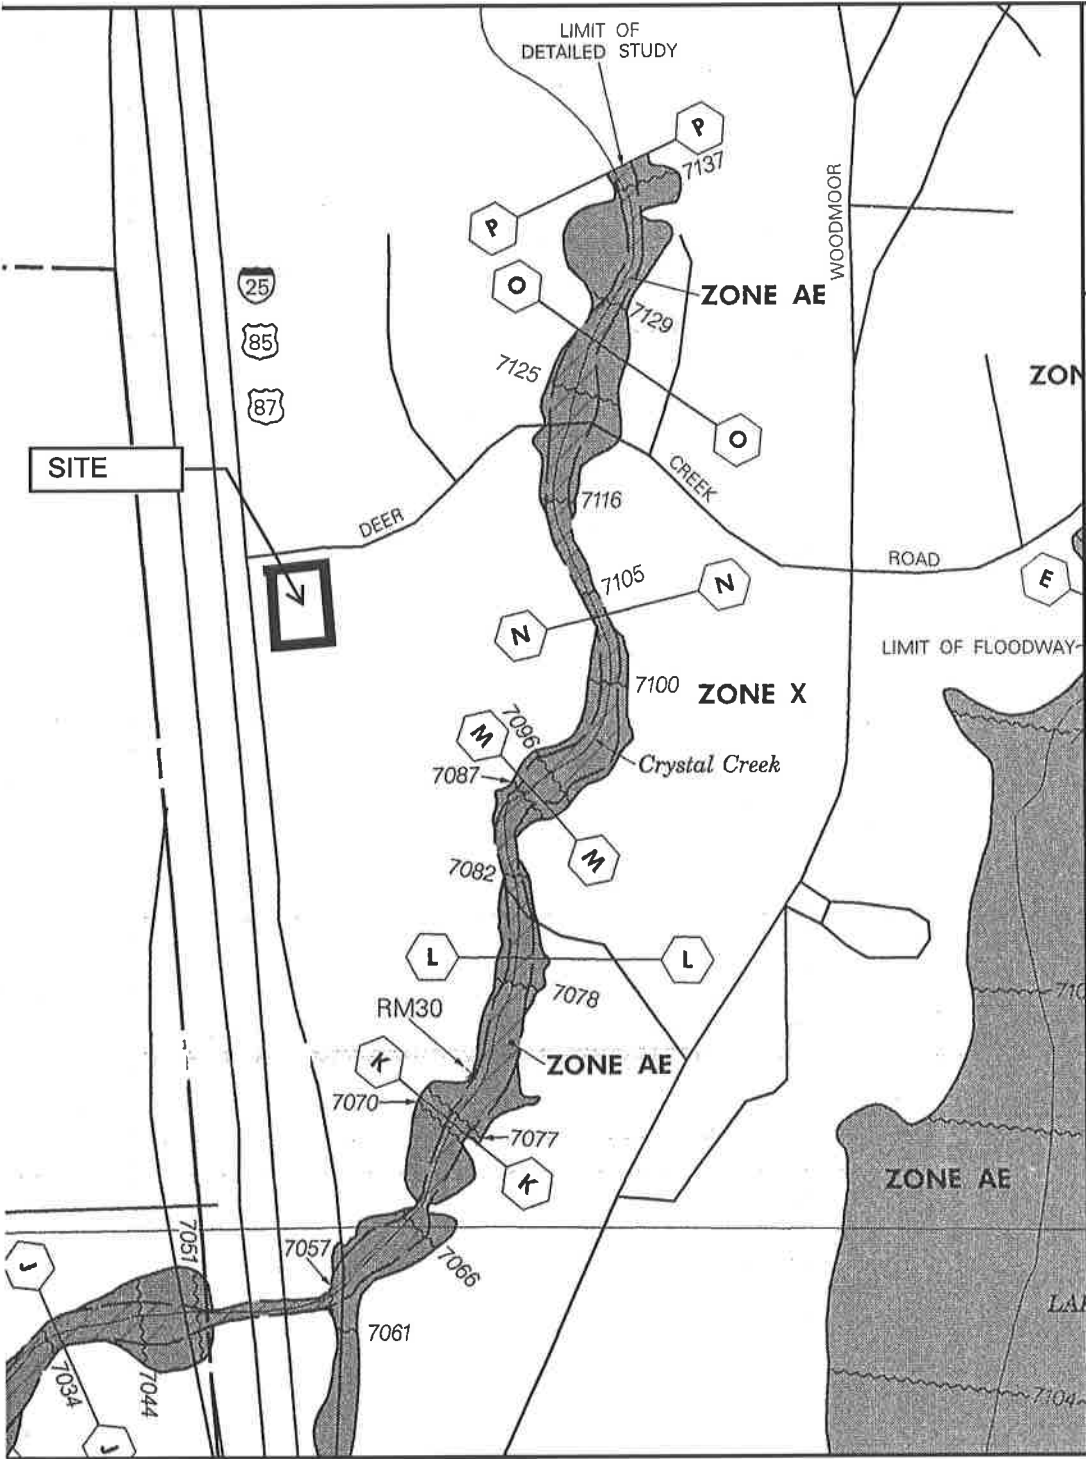 LIMIT OF
DETAILED STUDY
P
7137
P
WOODMOOR
25
O
ZONE AE
7129
85
7125
ZON
87
O
SITE
CREEK
7116
DEER
ROAD
7105
N
E
N
LIMIT OF FLOODWAY
7100
ZONE X
7096
M
Crystal Creek
7087
M
7082
L
L
7078
710
RM30
K
ZONE AE
7070
7077
K
ZONE AE
7051
7057
7066
J
LAK
7061
7034
7044
7104
J